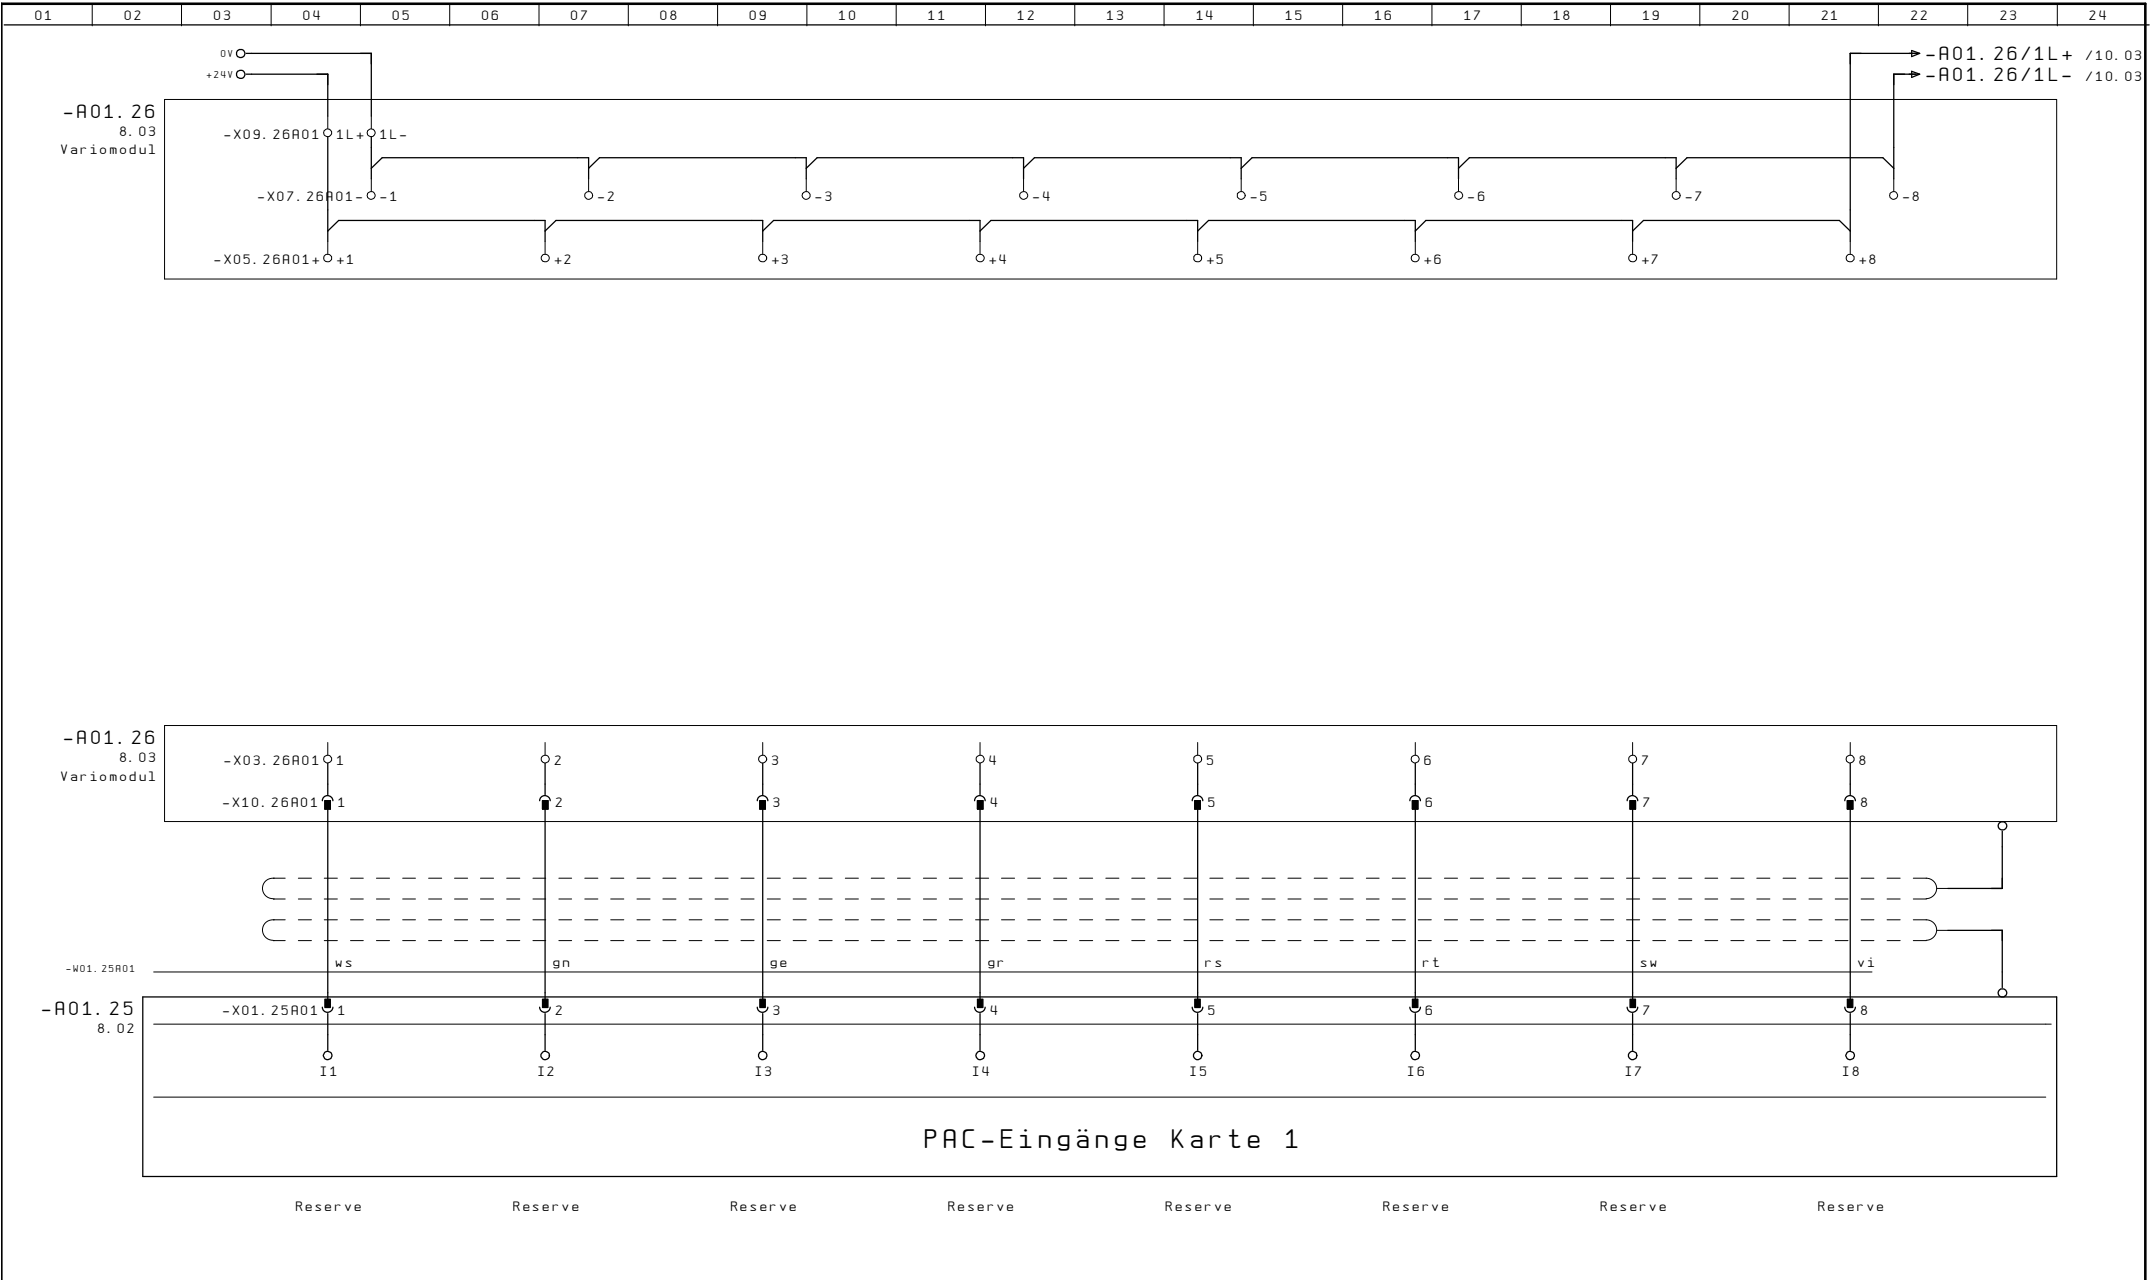 01 02 03 04 05 06 07 08 09 10 11 12 13 14 15 16 17 18 19 20 21 22 23 24
0V -A01.26/1L+ /10.03
+24V -A01.26/1L- /10.03
-A01.26
8.03
Variomodul
-X09.26A01 1L+ 1L-
-X07.26A01- -1 -2 -3 -4 -5 -6 -7 -8
-X05.26A01+ +1 +2 +3 +4 +5 +6 +7 +8
-A01.26
8.03
Variomodul
-X03.26A01 1 2 3 4 5 6 7 8
-X10.26A01 1 2 3 4 5 6 7 8
-W01.25A01 ws gn ge gr rs rt sw vi
-A01.25
8.02
-X01.25A01 1 2 3 4 5 6 7 8
I1 I2 I3 I4 I5 I6 I7 I8
PAC-Eingänge Karte 1
Reserve Reserve Reserve Reserve Reserve Reserve Reserve Reserve